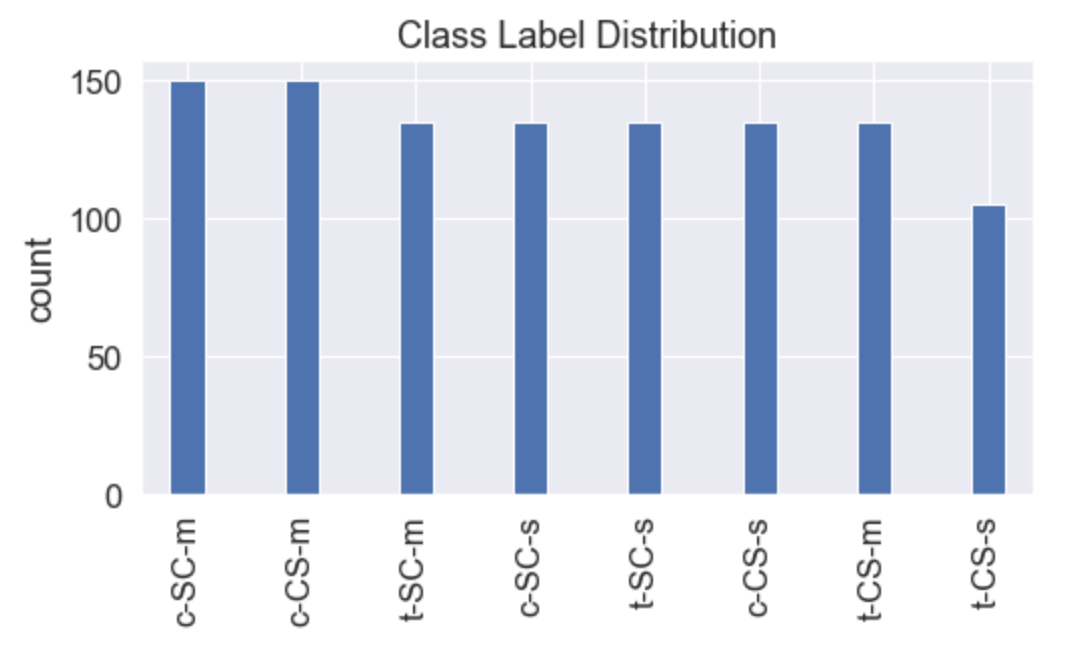 Class Label Distribution
150
100
50
0
count
c-SC-m
c-CS-m
t-SC-m
c-SC-s
t-SC-s
c-CS-s
t-CS-m
t-CS-s